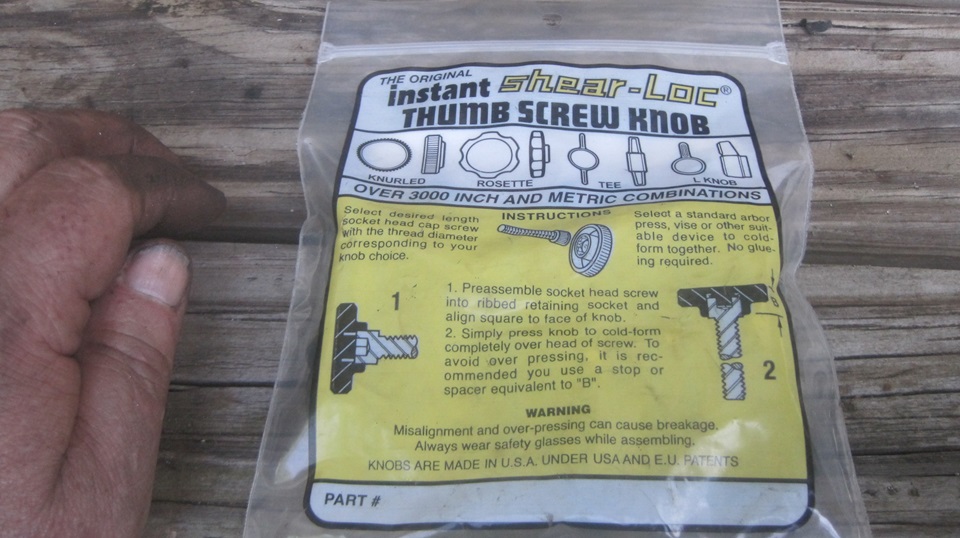 THE ORIGINAL
instant shear-Loc®
THUMB SCREW KNOB
KNURLED ROSETTE TEE L KNOB
OVER 3000 INCH AND METRIC COMBINATIONS
Select desired length
socket head cap screw
with the thread diameter
corresponding to your
knob choice.
INSTRUCTIONS
Select a standard arbor
press, vise or other suit-
able device to cold-
form together. No glue-
ing required.
1
1. Preassemble socket head screw
into ribbed retaining socket and
align square to face of knob.
2. Simply press knob to cold-form
completely over head of screw. To
avoid over pressing, it is rec-
ommended you use a stop or
spacer equivalent to "B".
B
2
WARNING
Misalignment and over-pressing can cause breakage.
Always wear safety glasses while assembling.
KNOBS ARE MADE IN U.S.A. UNDER USA AND E.U. PATENTS
PART #